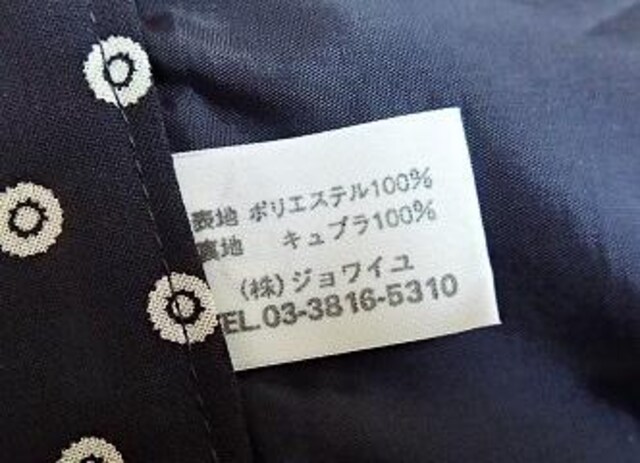 表地 ポリエステル100%
裏地 キュプラ100%
(株)ジョワイユ
TEL.03-3816-5310